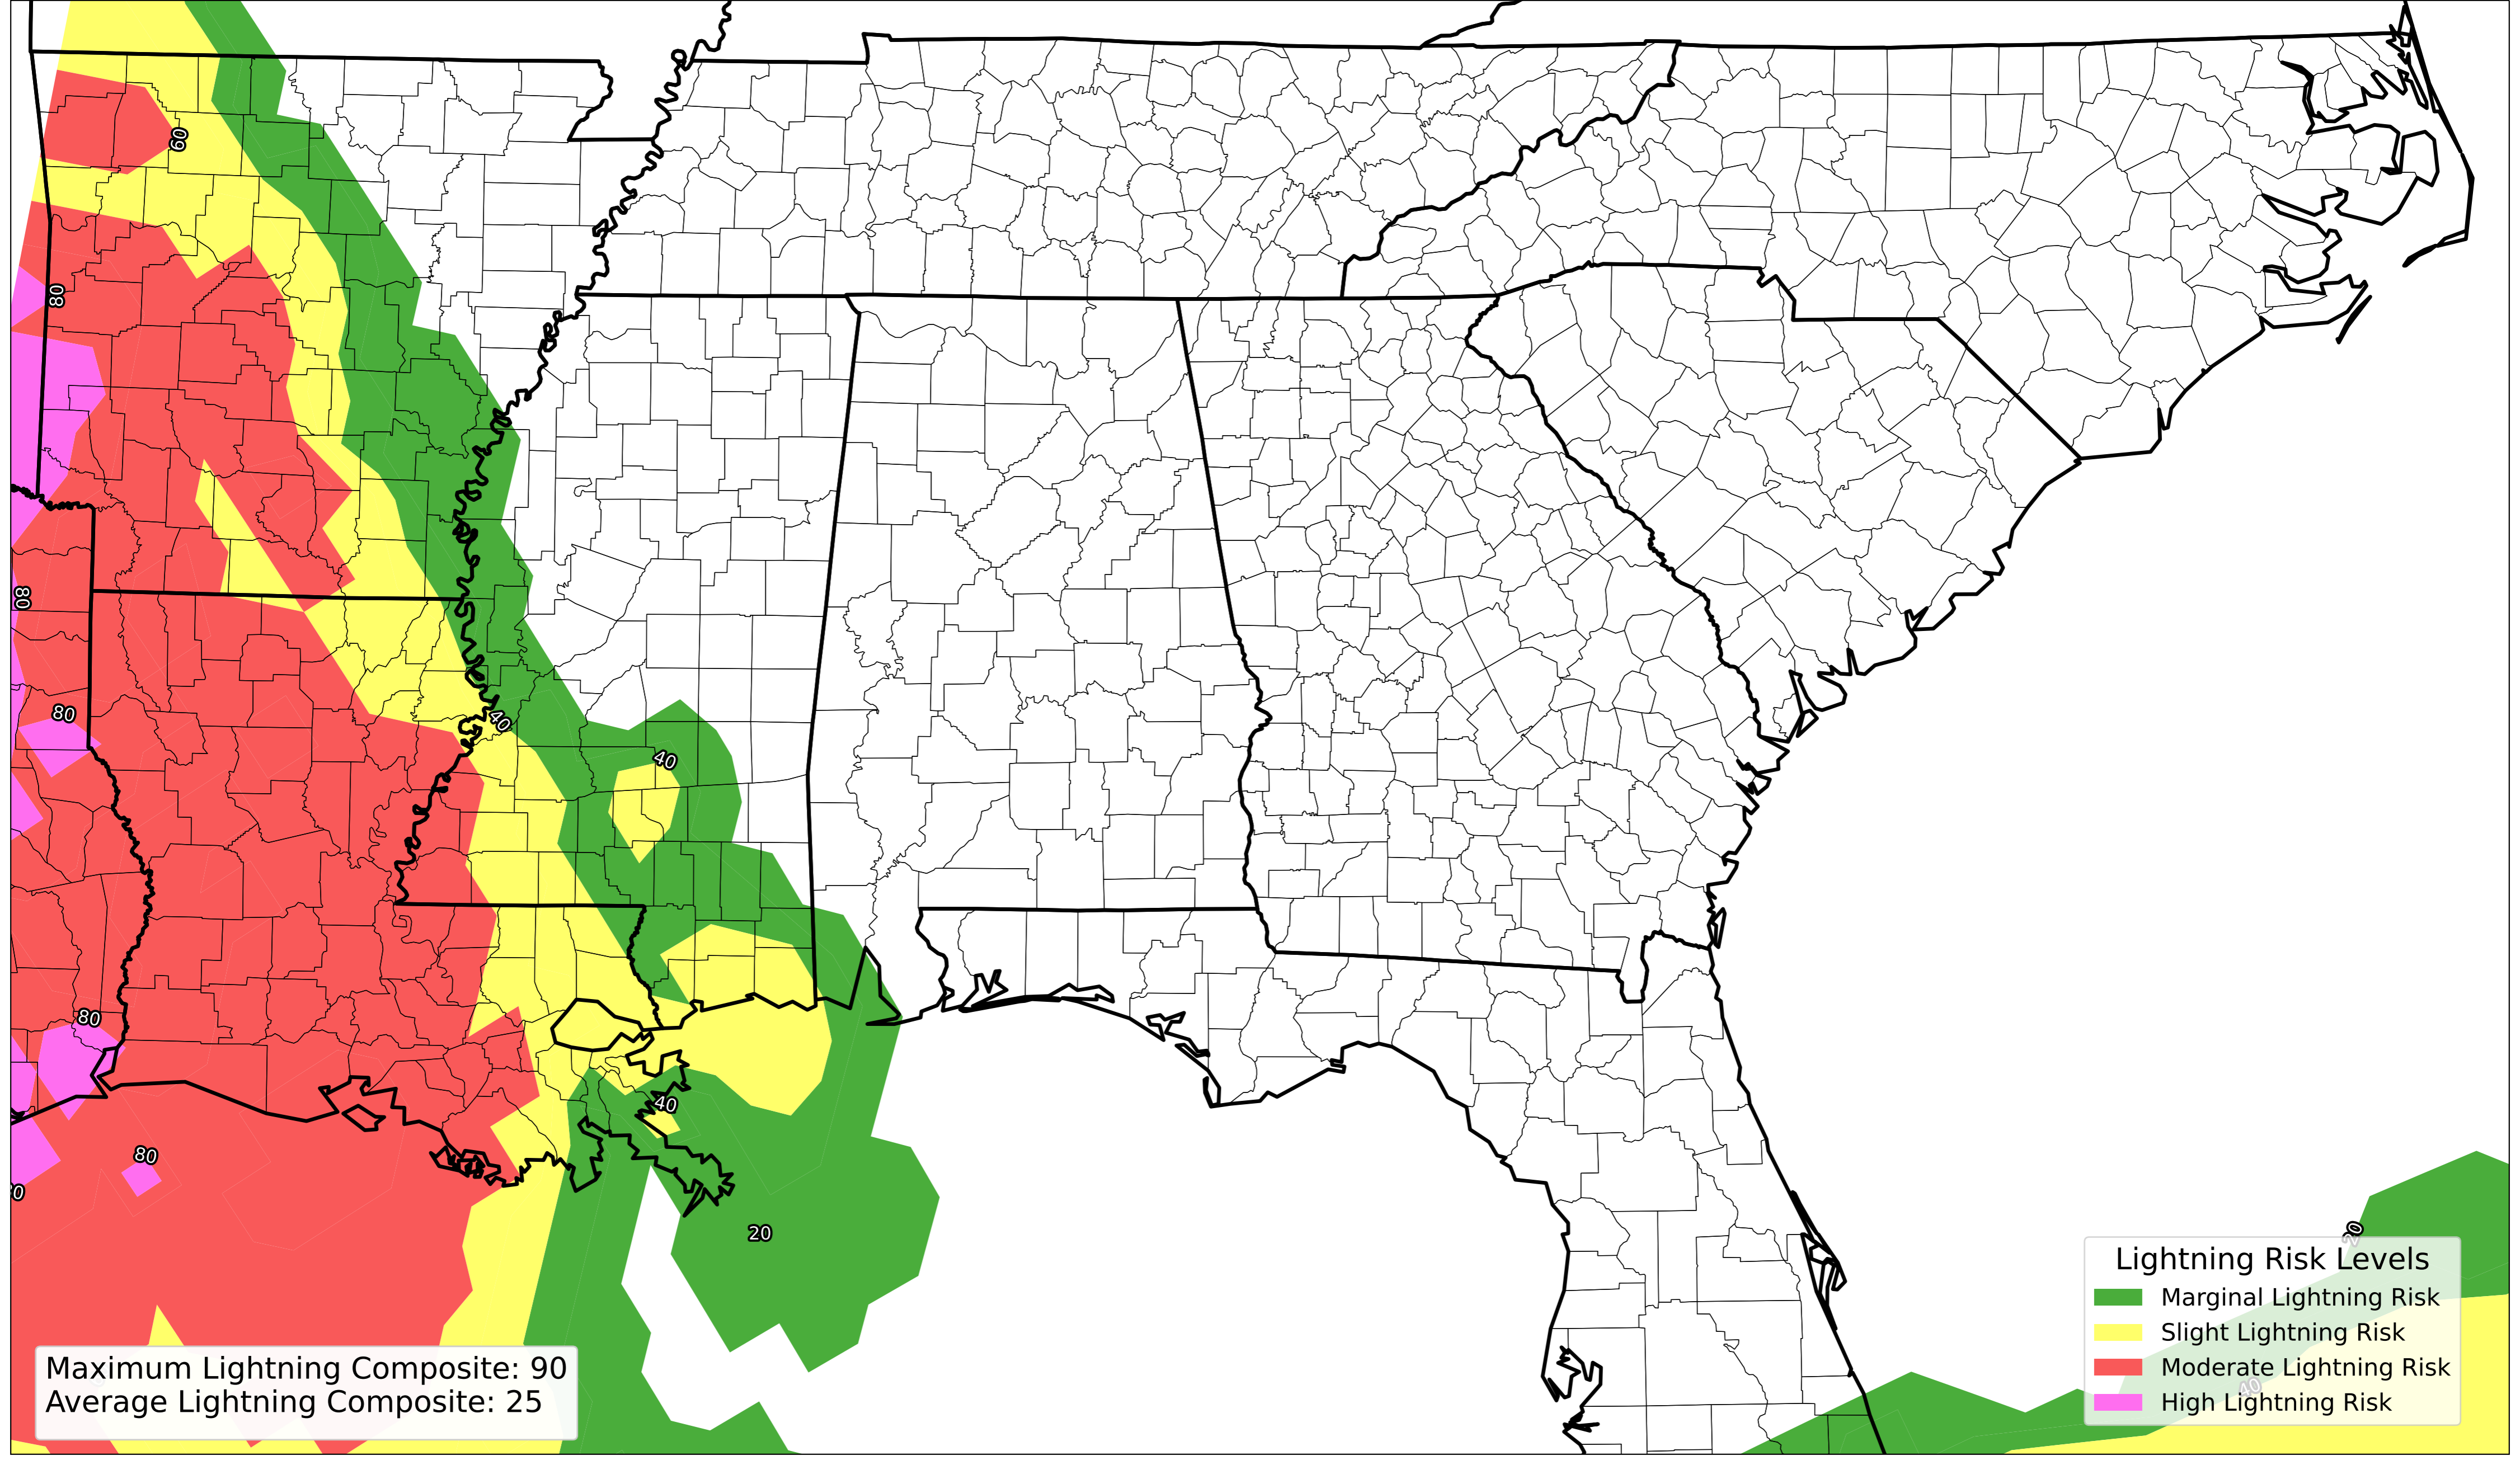 60
80
80
80
40
40
80
40
80
20
20
Lightning Risk Levels
Marginal Lightning Risk
Slight Lightning Risk
Moderate Lightning Risk
40
High Lightning Risk
Maximum Lightning Composite: 90
Average Lightning Composite: 25